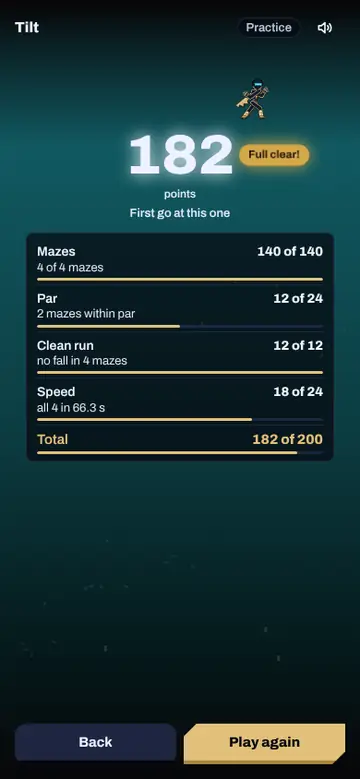 Tilt
Practice
182
Full clear!
points
First go at this one
Mazes 140 of 140
4 of 4 mazes
Par 12 of 24
2 mazes within par
Clean run 12 of 12
no fall in 4 mazes
Speed 18 of 24
all 4 in 66.3 s
Total 182 of 200
Back
Play again